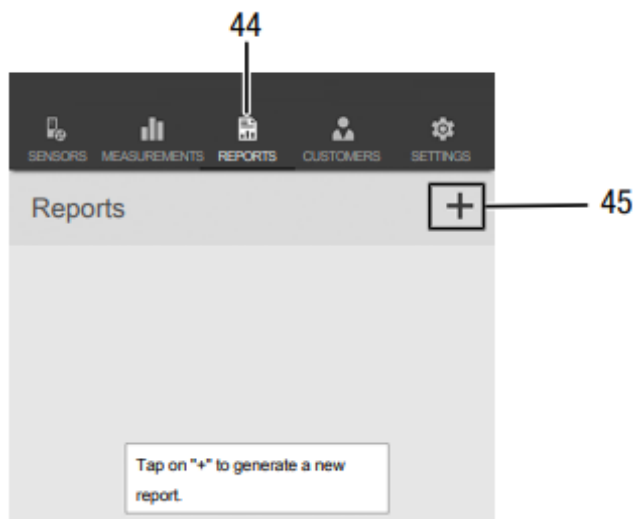 44
SENSORS MEASUREMENTS REPORTS CUSTOMERS SETTINGS
Reports +
45
Tap on "+" to generate a new
report.